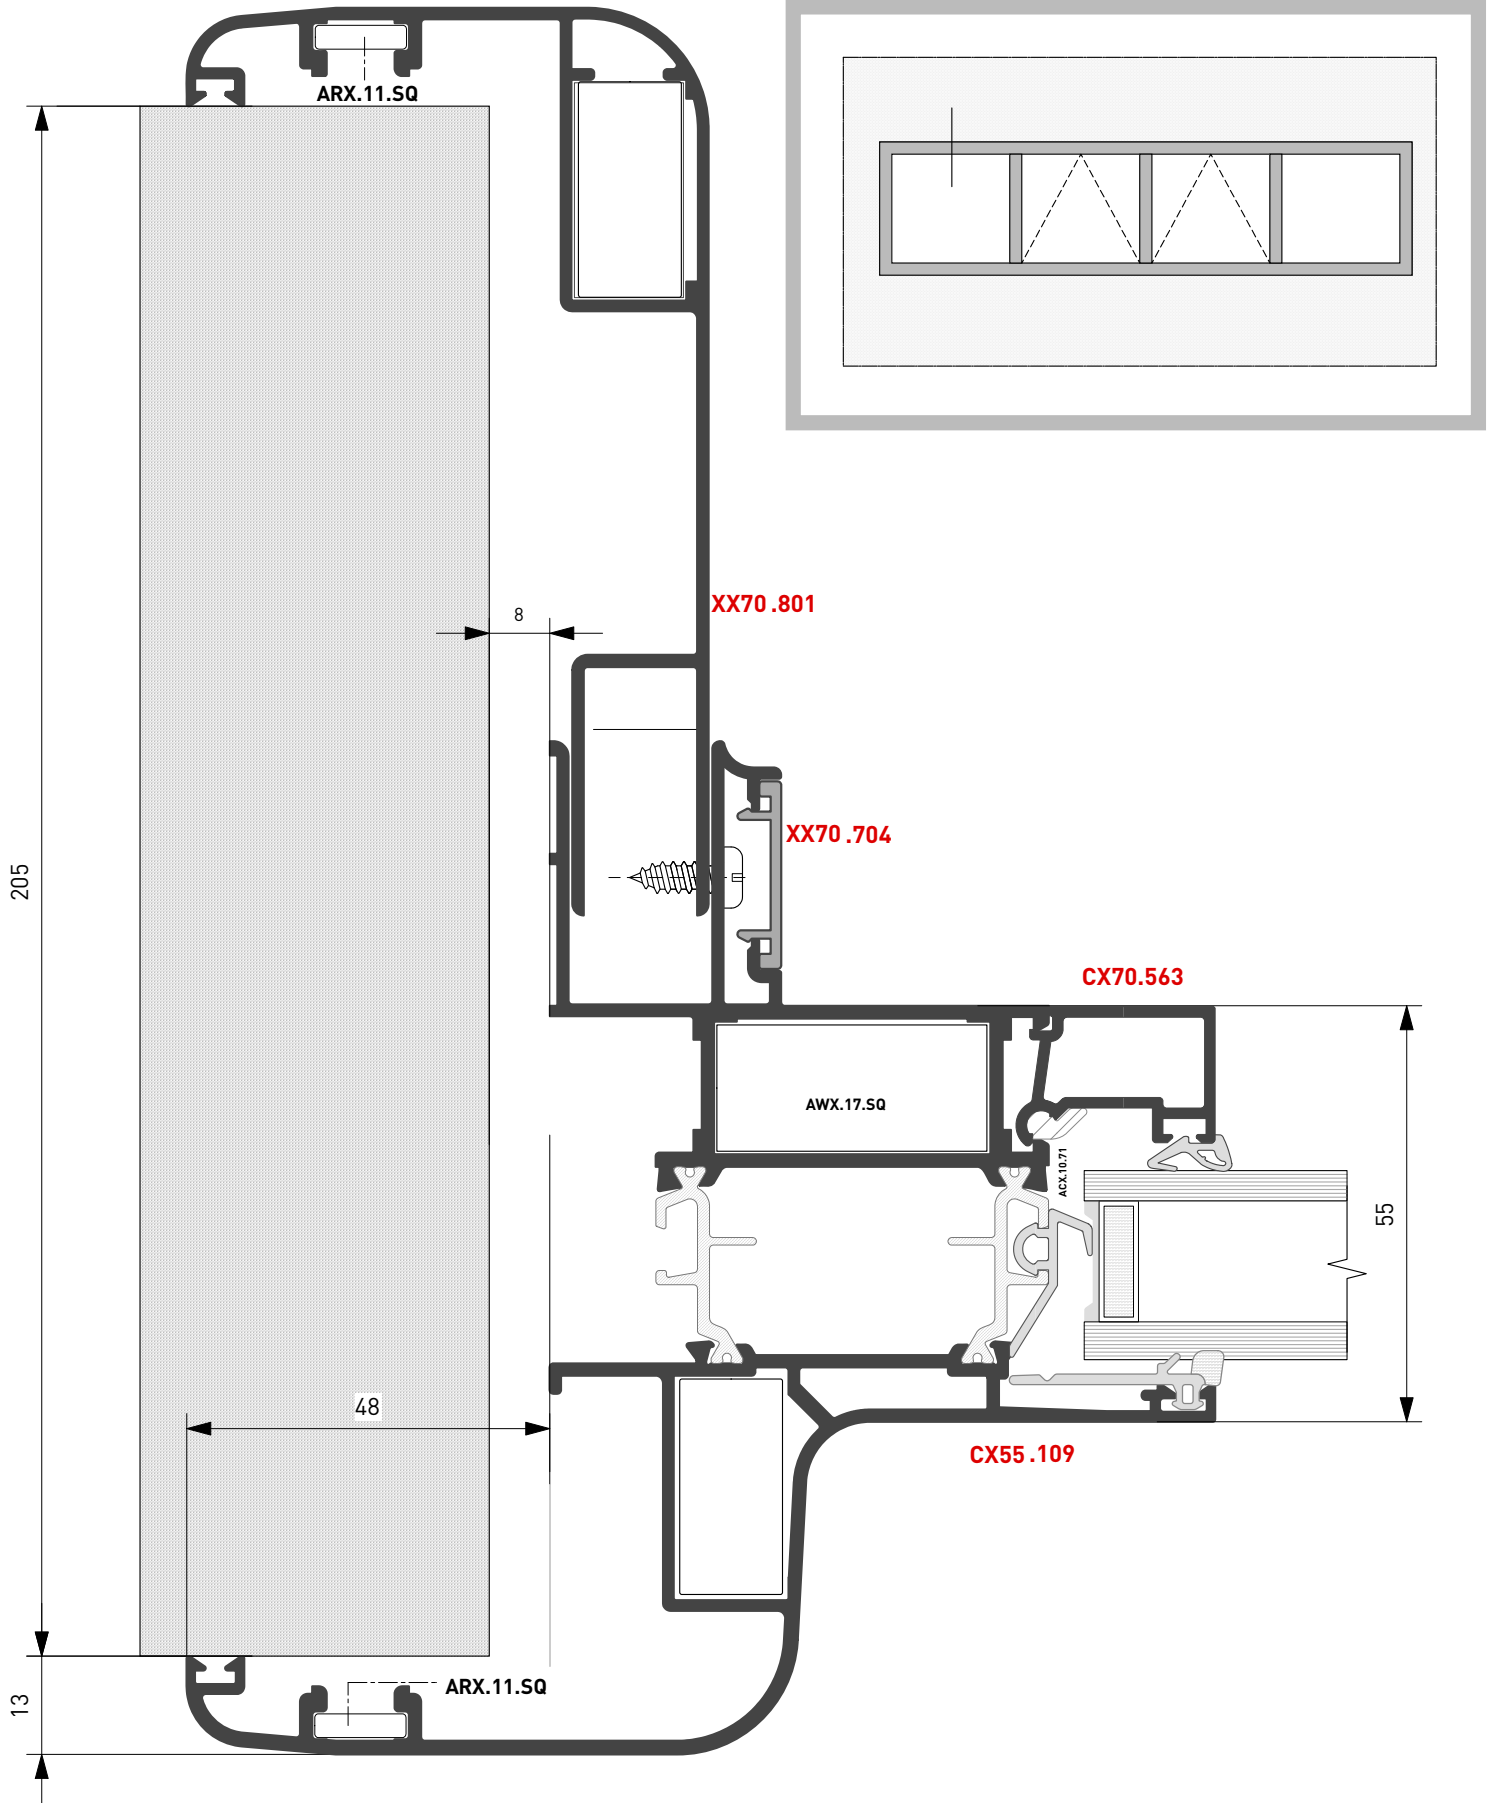 ARX.11.SQ
XX70.801
8
XX70.704
205
CX70.563
AWX.17.SQ
ACX.10.71
55
48
CX55.109
ARX.11.SQ
13